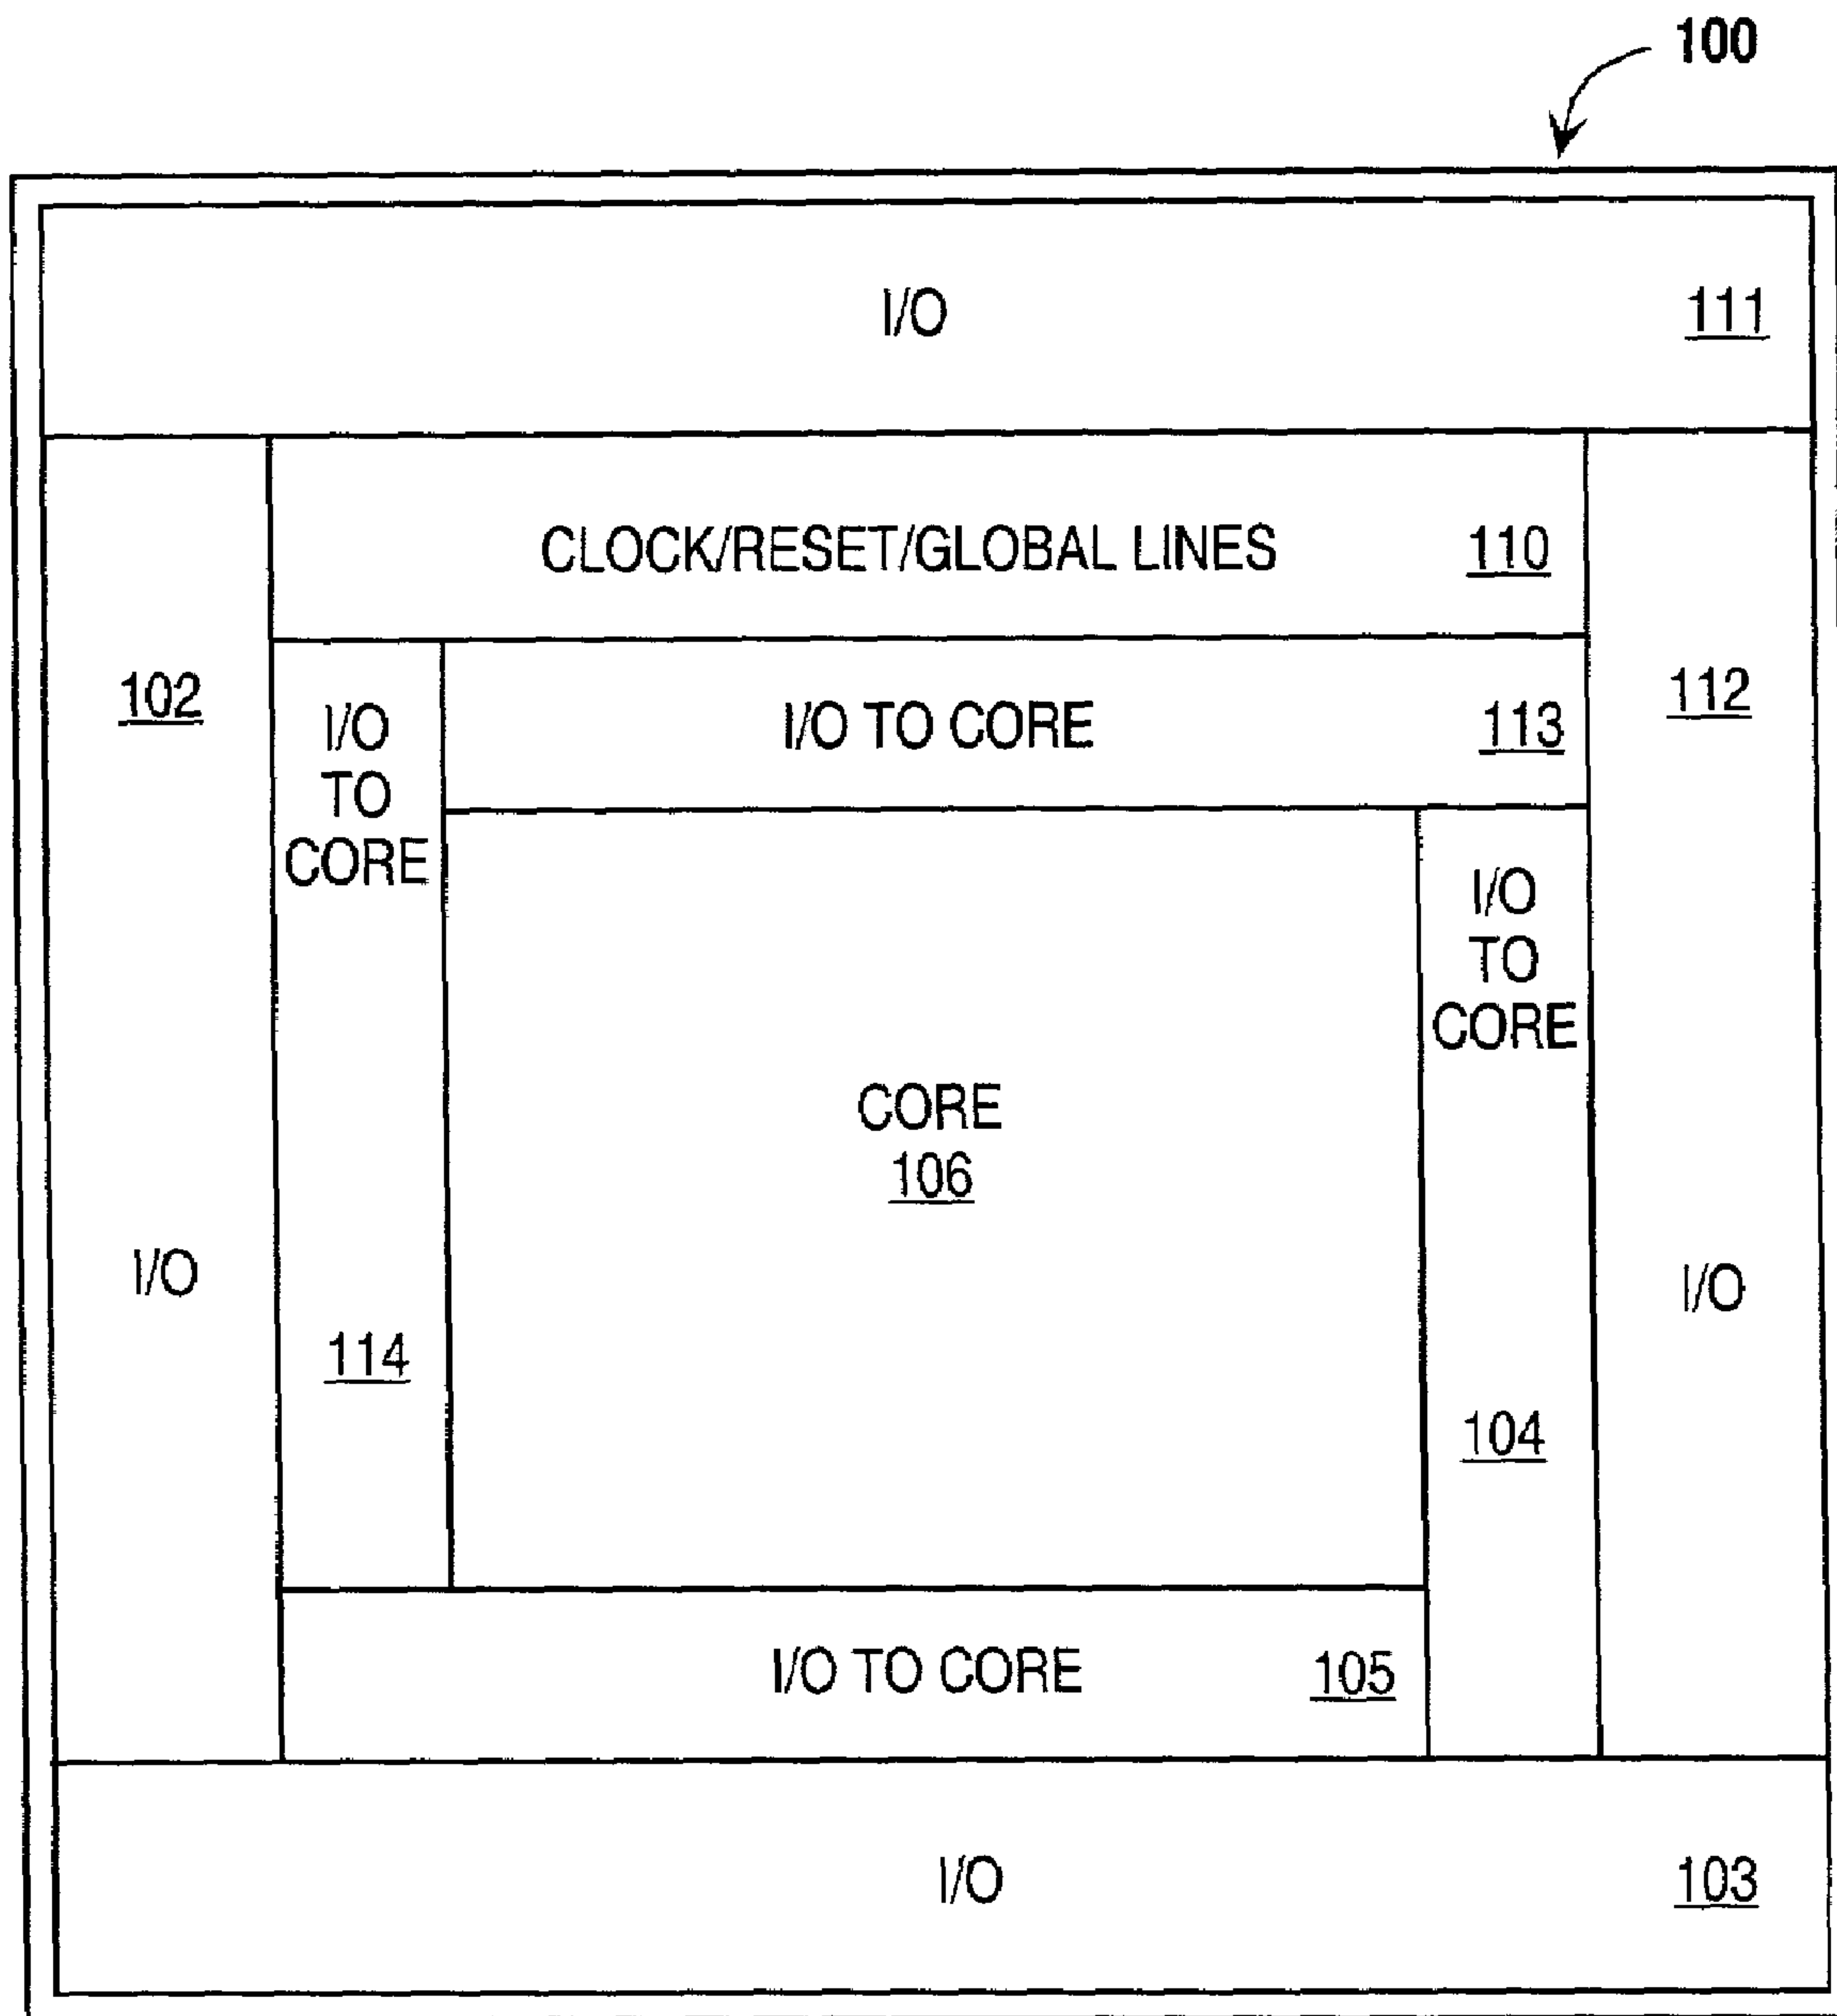 100
I/O 111
CLOCK/RESET/GLOBAL LINES 110
102
I/O
TO
CORE
I/O TO CORE 113
112
I/O
TO
CORE
CORE
106
I/O
I/O
114
104
I/O TO CORE 105
I/O 103